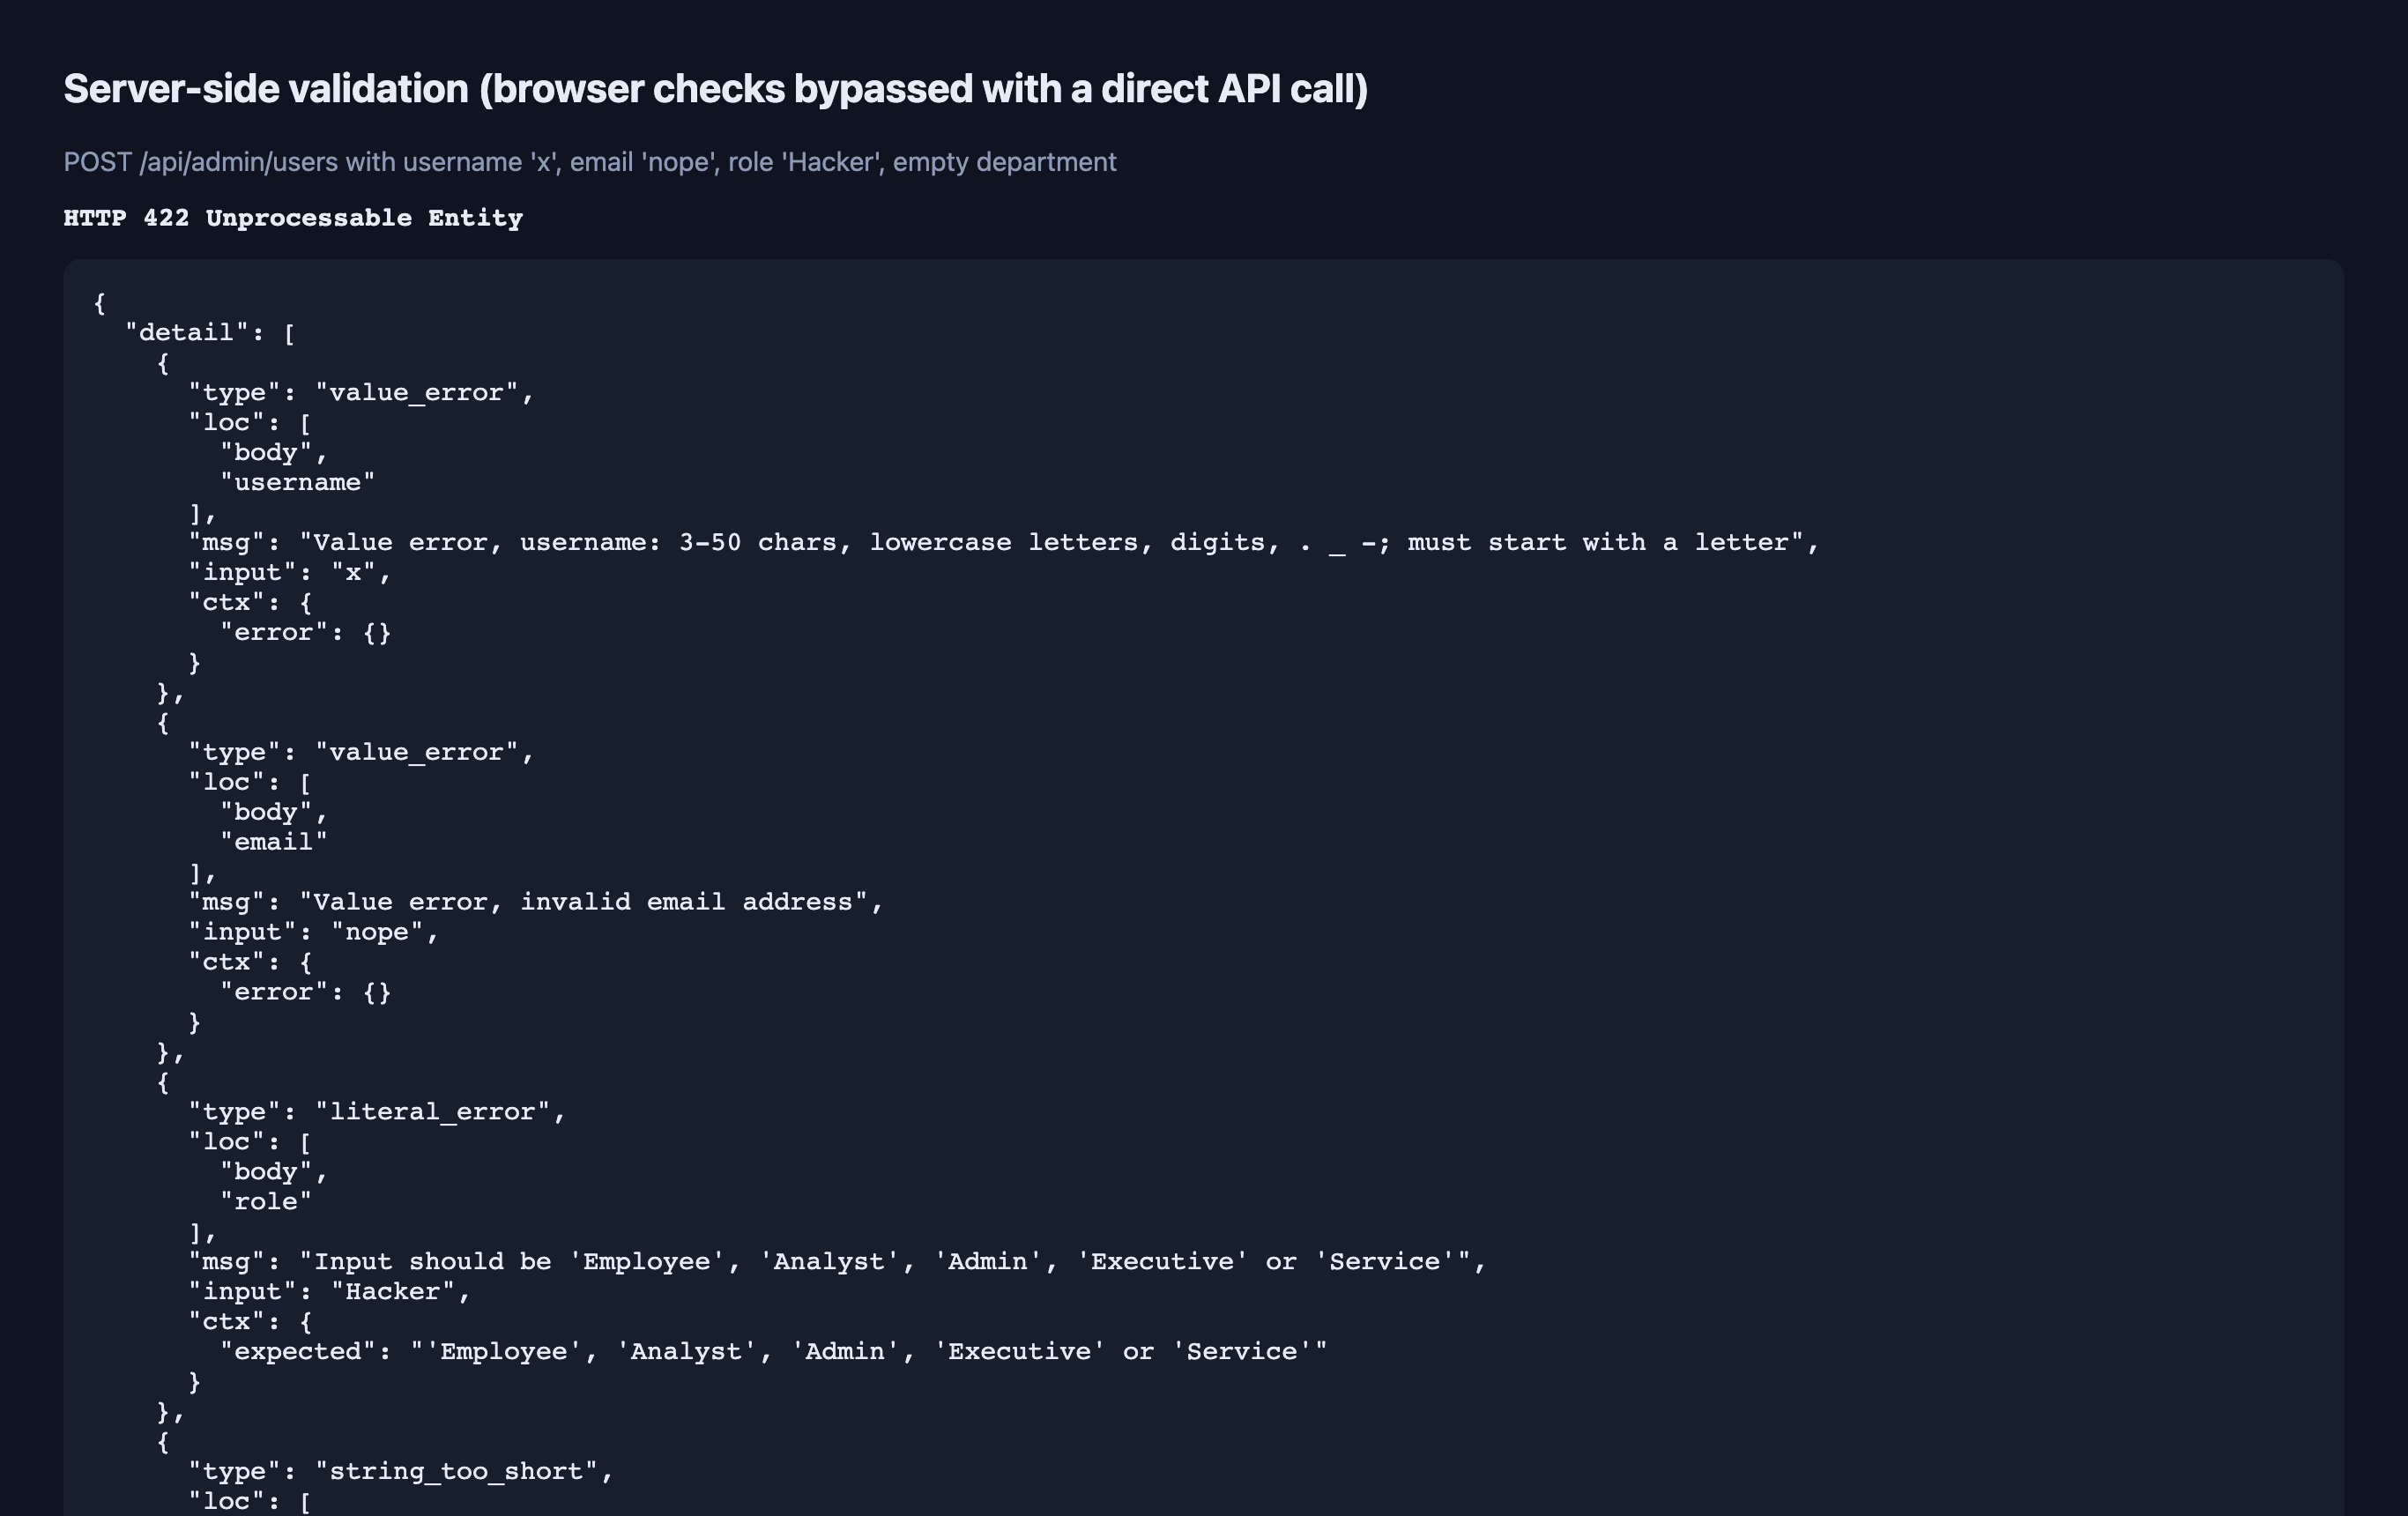 Server-side validation (browser checks bypassed with a direct API call)
POST /api/admin/users with username 'x', email 'nope', role 'Hacker', empty department
HTTP 422 Unprocessable Entity
{
  "detail": [
    {
      "type": "value_error",
      "loc": [
        "body",
        "username"
      ],
      "msg": "Value error, username: 3–50 chars, lowercase letters, digits, . _ -; must start with a letter",
      "input": "x",
      "ctx": {
        "error": {}
      }
    },
    {
      "type": "value_error",
      "loc": [
        "body",
        "email"
      ],
      "msg": "Value error, invalid email address",
      "input": "nope",
      "ctx": {
        "error": {}
      }
    },
    {
      "type": "literal_error",
      "loc": [
        "body",
        "role"
      ],
      "msg": "Input should be 'Employee', 'Analyst', 'Admin', 'Executive' or 'Service'",
      "input": "Hacker",
      "ctx": {
        "expected": "'Employee', 'Analyst', 'Admin', 'Executive' or 'Service'"
      }
    },
    {
      "type": "string_too_short",
      "loc": [